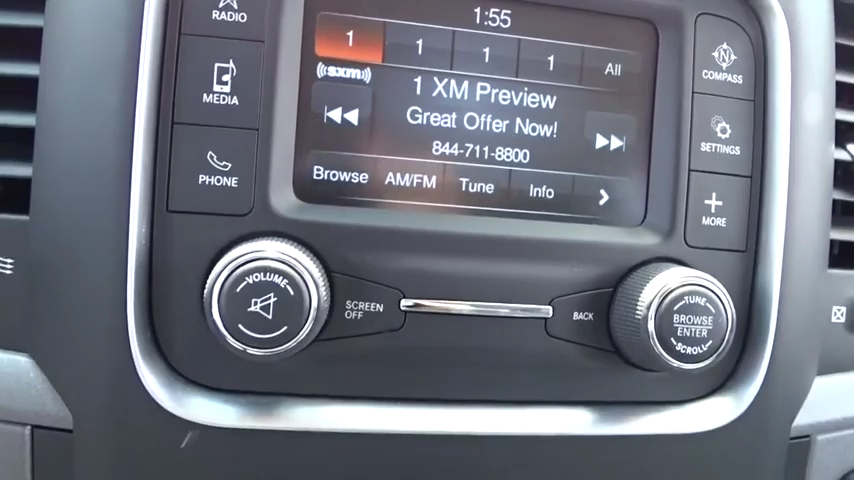 RADIO
MEDIA
PHONE
1:55
1 1 1 1 All
((sxm))
1 XM Preview
Great Offer Now!
844-711-8800
Browse AM/FM Tune Info
COMPASS
N
SETTINGS
MORE
VOLUME
SCREEN
OFF
BACK
TUNE
BROWSE
ENTER
SCROLL